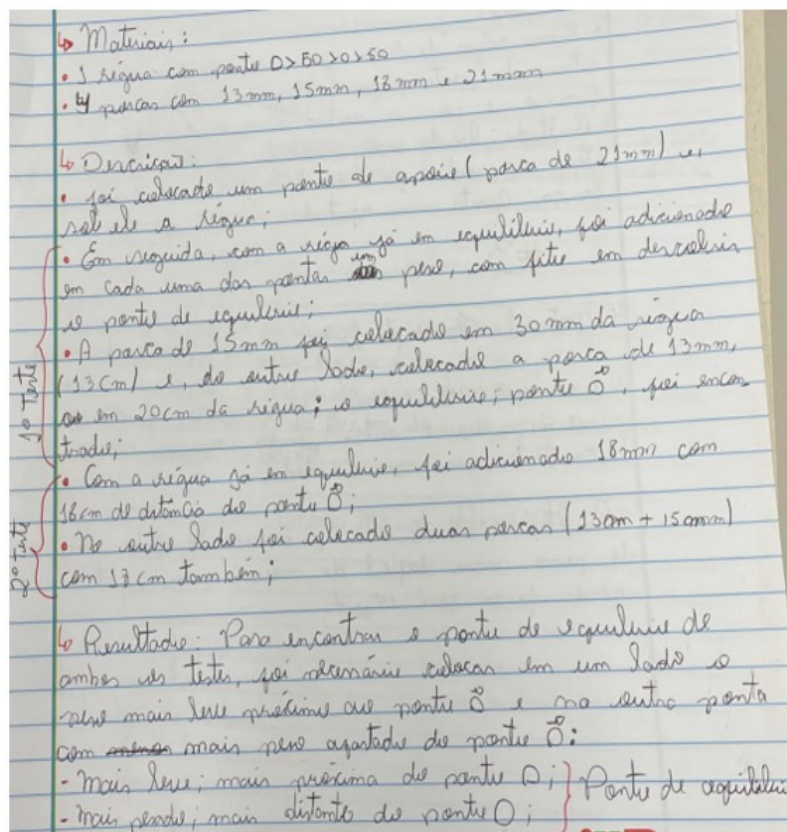 ↳ Materiais:
• 1 régua com ponto 0 > 50 > 0 > 50
• 4 porcas com 13mm, 15mm, 18mm e 21mm
↳ Descrição:
• foi colocado um ponto de apoio (porca de 21mm) e,
sob ele a régua;
• Em seguida, com a régua já em equilíbrio, foi adicionado
em cada uma das pontas um peso, com fito em descobrir
o ponto de equilíbrio;
• A porca de 15mm foi colocado em 30mm da régua
(13cm) e, do outro lado, colocado a porca de 13mm,
em 20cm da régua; o equilíbrio; ponto O, foi encon
trado;
1º Teste
• Com a régua já em equilíbrio, foi adicionado 18mm com
18cm de distância do ponto O;
• No outro lado foi colocado duas porcas (13mm + 15mm)
com 13cm também;
2º Teste
↳ Resultado: Para encontrar o ponto de equilíbrio de
ambos os testes, foi necessário colocar em um lado o
peso mais leve próximo ao ponto O e na outra ponta
com mais peso afastado do ponto O:
- Mais leve; mais próxima do ponto O;
- Mais pesado; mais distante do ponto O;
Ponto de equilíbrio